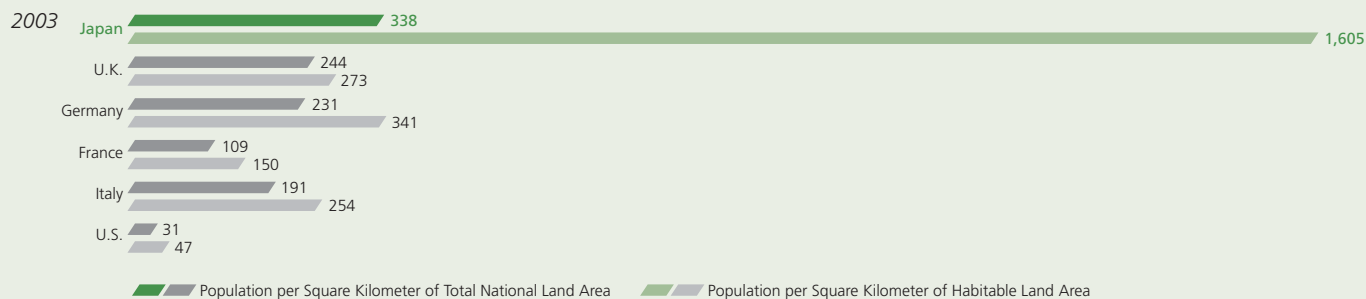 2003
Japan 338
1,605
U.K. 244
273
Germany 231
341
France 109
150
Italy 191
254
U.S. 31
47
Population per Square Kilometer of Total National Land Area Population per Square Kilometer of Habitable Land Area